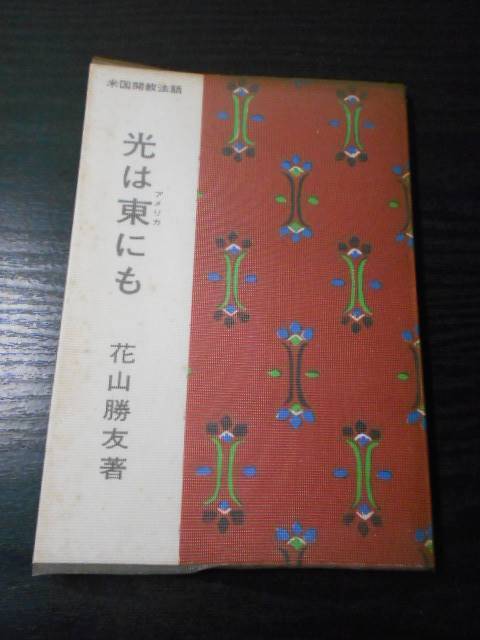 米国開教法話
光は東にも
アメリカ
花山勝友著